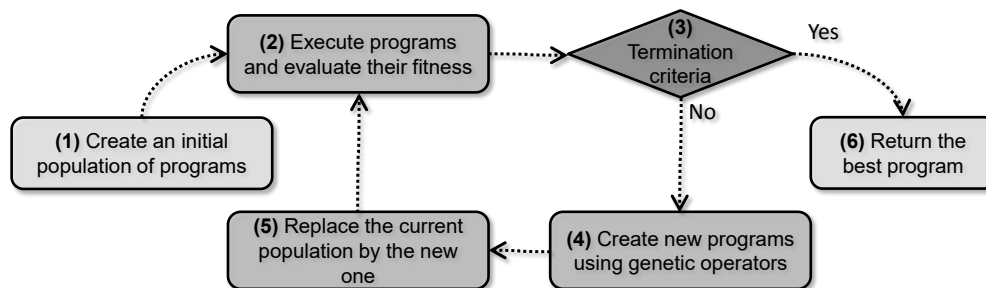 (1) Create an initial
population of programs
(2) Execute programs
and evaluate their fitness
(3)
Termination
criteria
Yes
No
(6) Return the
best program
(4) Create new programs
using genetic operators
(5) Replace the current
population by the new
one